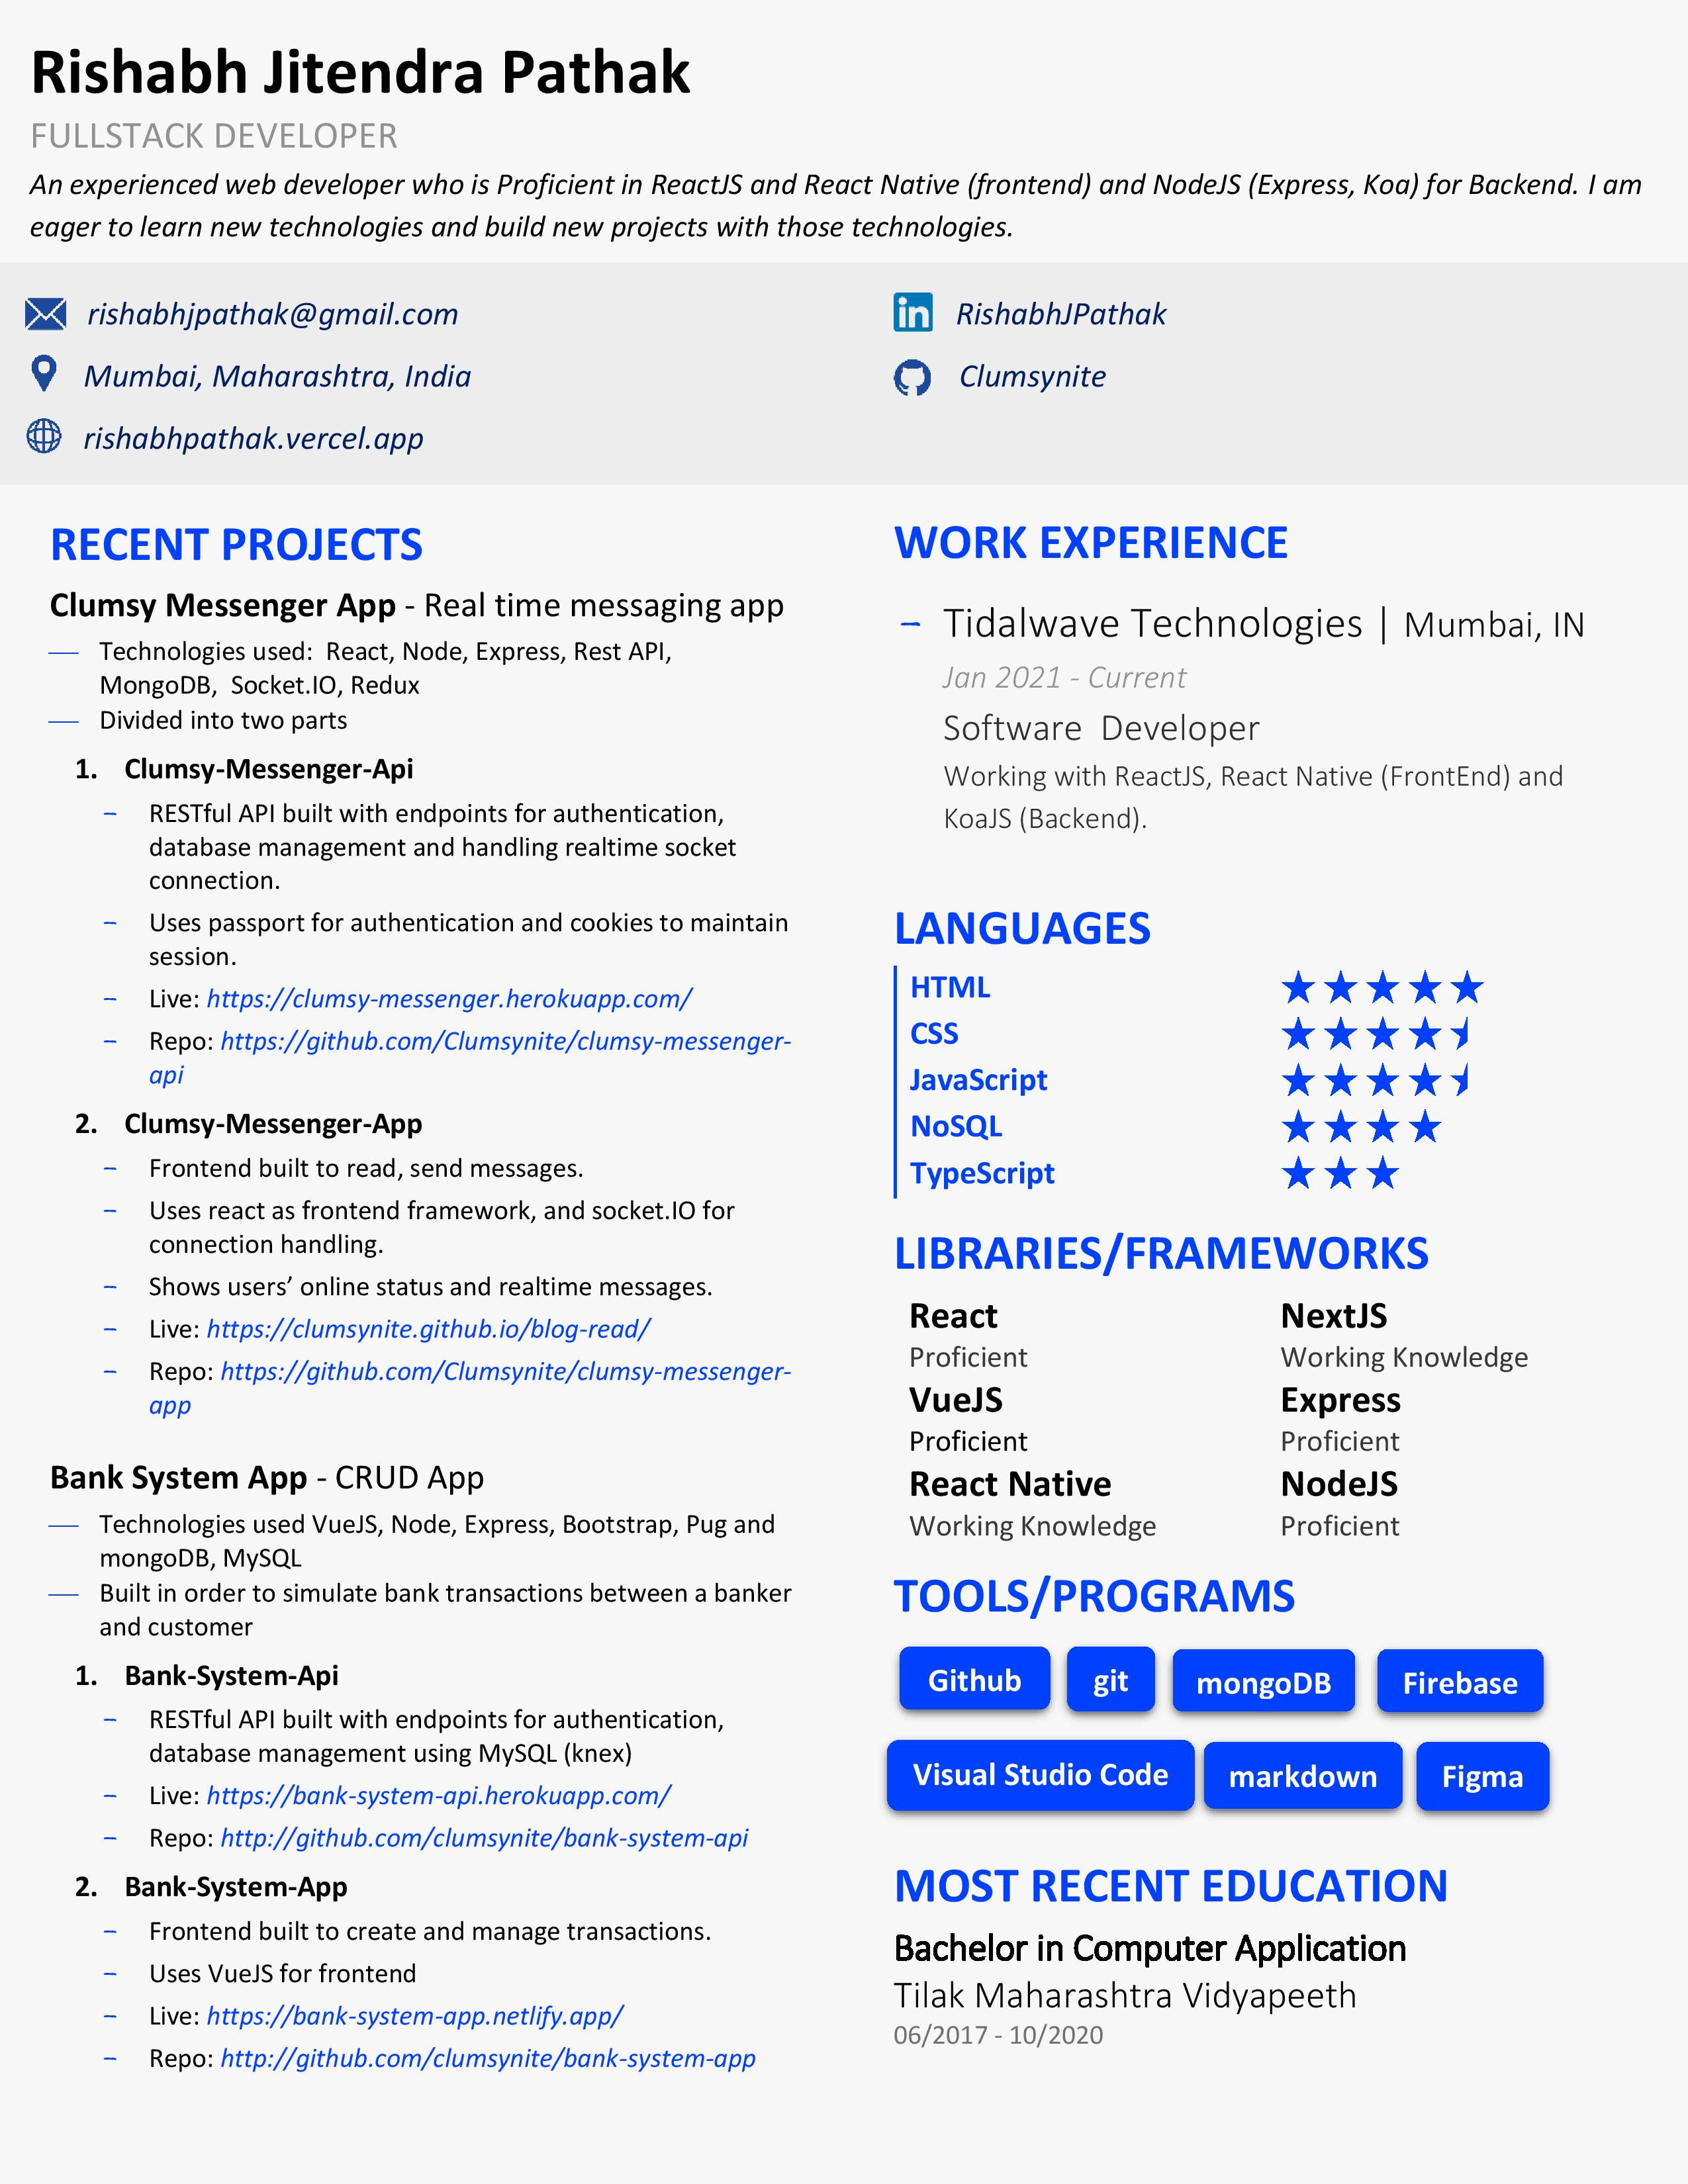 Rishabh Jitendra Pathak
FULLSTACK DEVELOPER
An experienced web developer who is Proficient in ReactJS and React Native (frontend) and NodeJS (Express, Koa) for Backend. I am
eager to learn new technologies and build new projects with those technologies.
rishabhjpathak@gmail.com
Mumbai, Maharashtra, India
rishabhpathak.vercel.app
RishabhJPathak
Clumsynite
RECENT PROJECTS
Clumsy Messenger App - Real time messaging app
— Technologies used:  React, Node, Express, Rest API,
MongoDB,  Socket.IO, Redux
— Divided into two parts
1. Clumsy-Messenger-Api
– RESTful API built with endpoints for authentication,
database management and handling realtime socket
connection.
– Uses passport for authentication and cookies to maintain
session.
– Live: https://clumsy-messenger.herokuapp.com/
– Repo: https://github.com/Clumsynite/clumsy-messenger-
api
2. Clumsy-Messenger-App
– Frontend built to read, send messages.
– Uses react as frontend framework, and socket.IO for
connection handling.
– Shows users’ online status and realtime messages.
– Live: https://clumsynite.github.io/blog-read/
– Repo: https://github.com/Clumsynite/clumsy-messenger-
app
Bank System App - CRUD App
— Technologies used VueJS, Node, Express, Bootstrap, Pug and
mongoDB, MySQL
— Built in order to simulate bank transactions between a banker
and customer
1. Bank-System-Api
– RESTful API built with endpoints for authentication,
database management using MySQL (knex)
– Live: https://bank-system-api.herokuapp.com/
– Repo: http://github.com/clumsynite/bank-system-api
2. Bank-System-App
– Frontend built to create and manage transactions.
– Uses VueJS for frontend
– Live: https://bank-system-app.netlify.app/
– Repo: http://github.com/clumsynite/bank-system-app
WORK EXPERIENCE
– Tidalwave Technologies | Mumbai, IN
Jan 2021 - Current
Software  Developer
Working with ReactJS, React Native (FrontEnd) and
KoaJS (Backend).
LANGUAGES
HTML
CSS
JavaScript
NoSQL
TypeScript
LIBRARIES/FRAMEWORKS
React NextJS
Proficient Working Knowledge
VueJS Express
Proficient Proficient
React Native NodeJS
Working Knowledge Proficient
TOOLS/PROGRAMS
Github git mongoDB Firebase
Visual Studio Code markdown Figma
MOST RECENT EDUCATION
Bachelor in Computer Application
Tilak Maharashtra Vidyapeeth
06/2017 - 10/2020